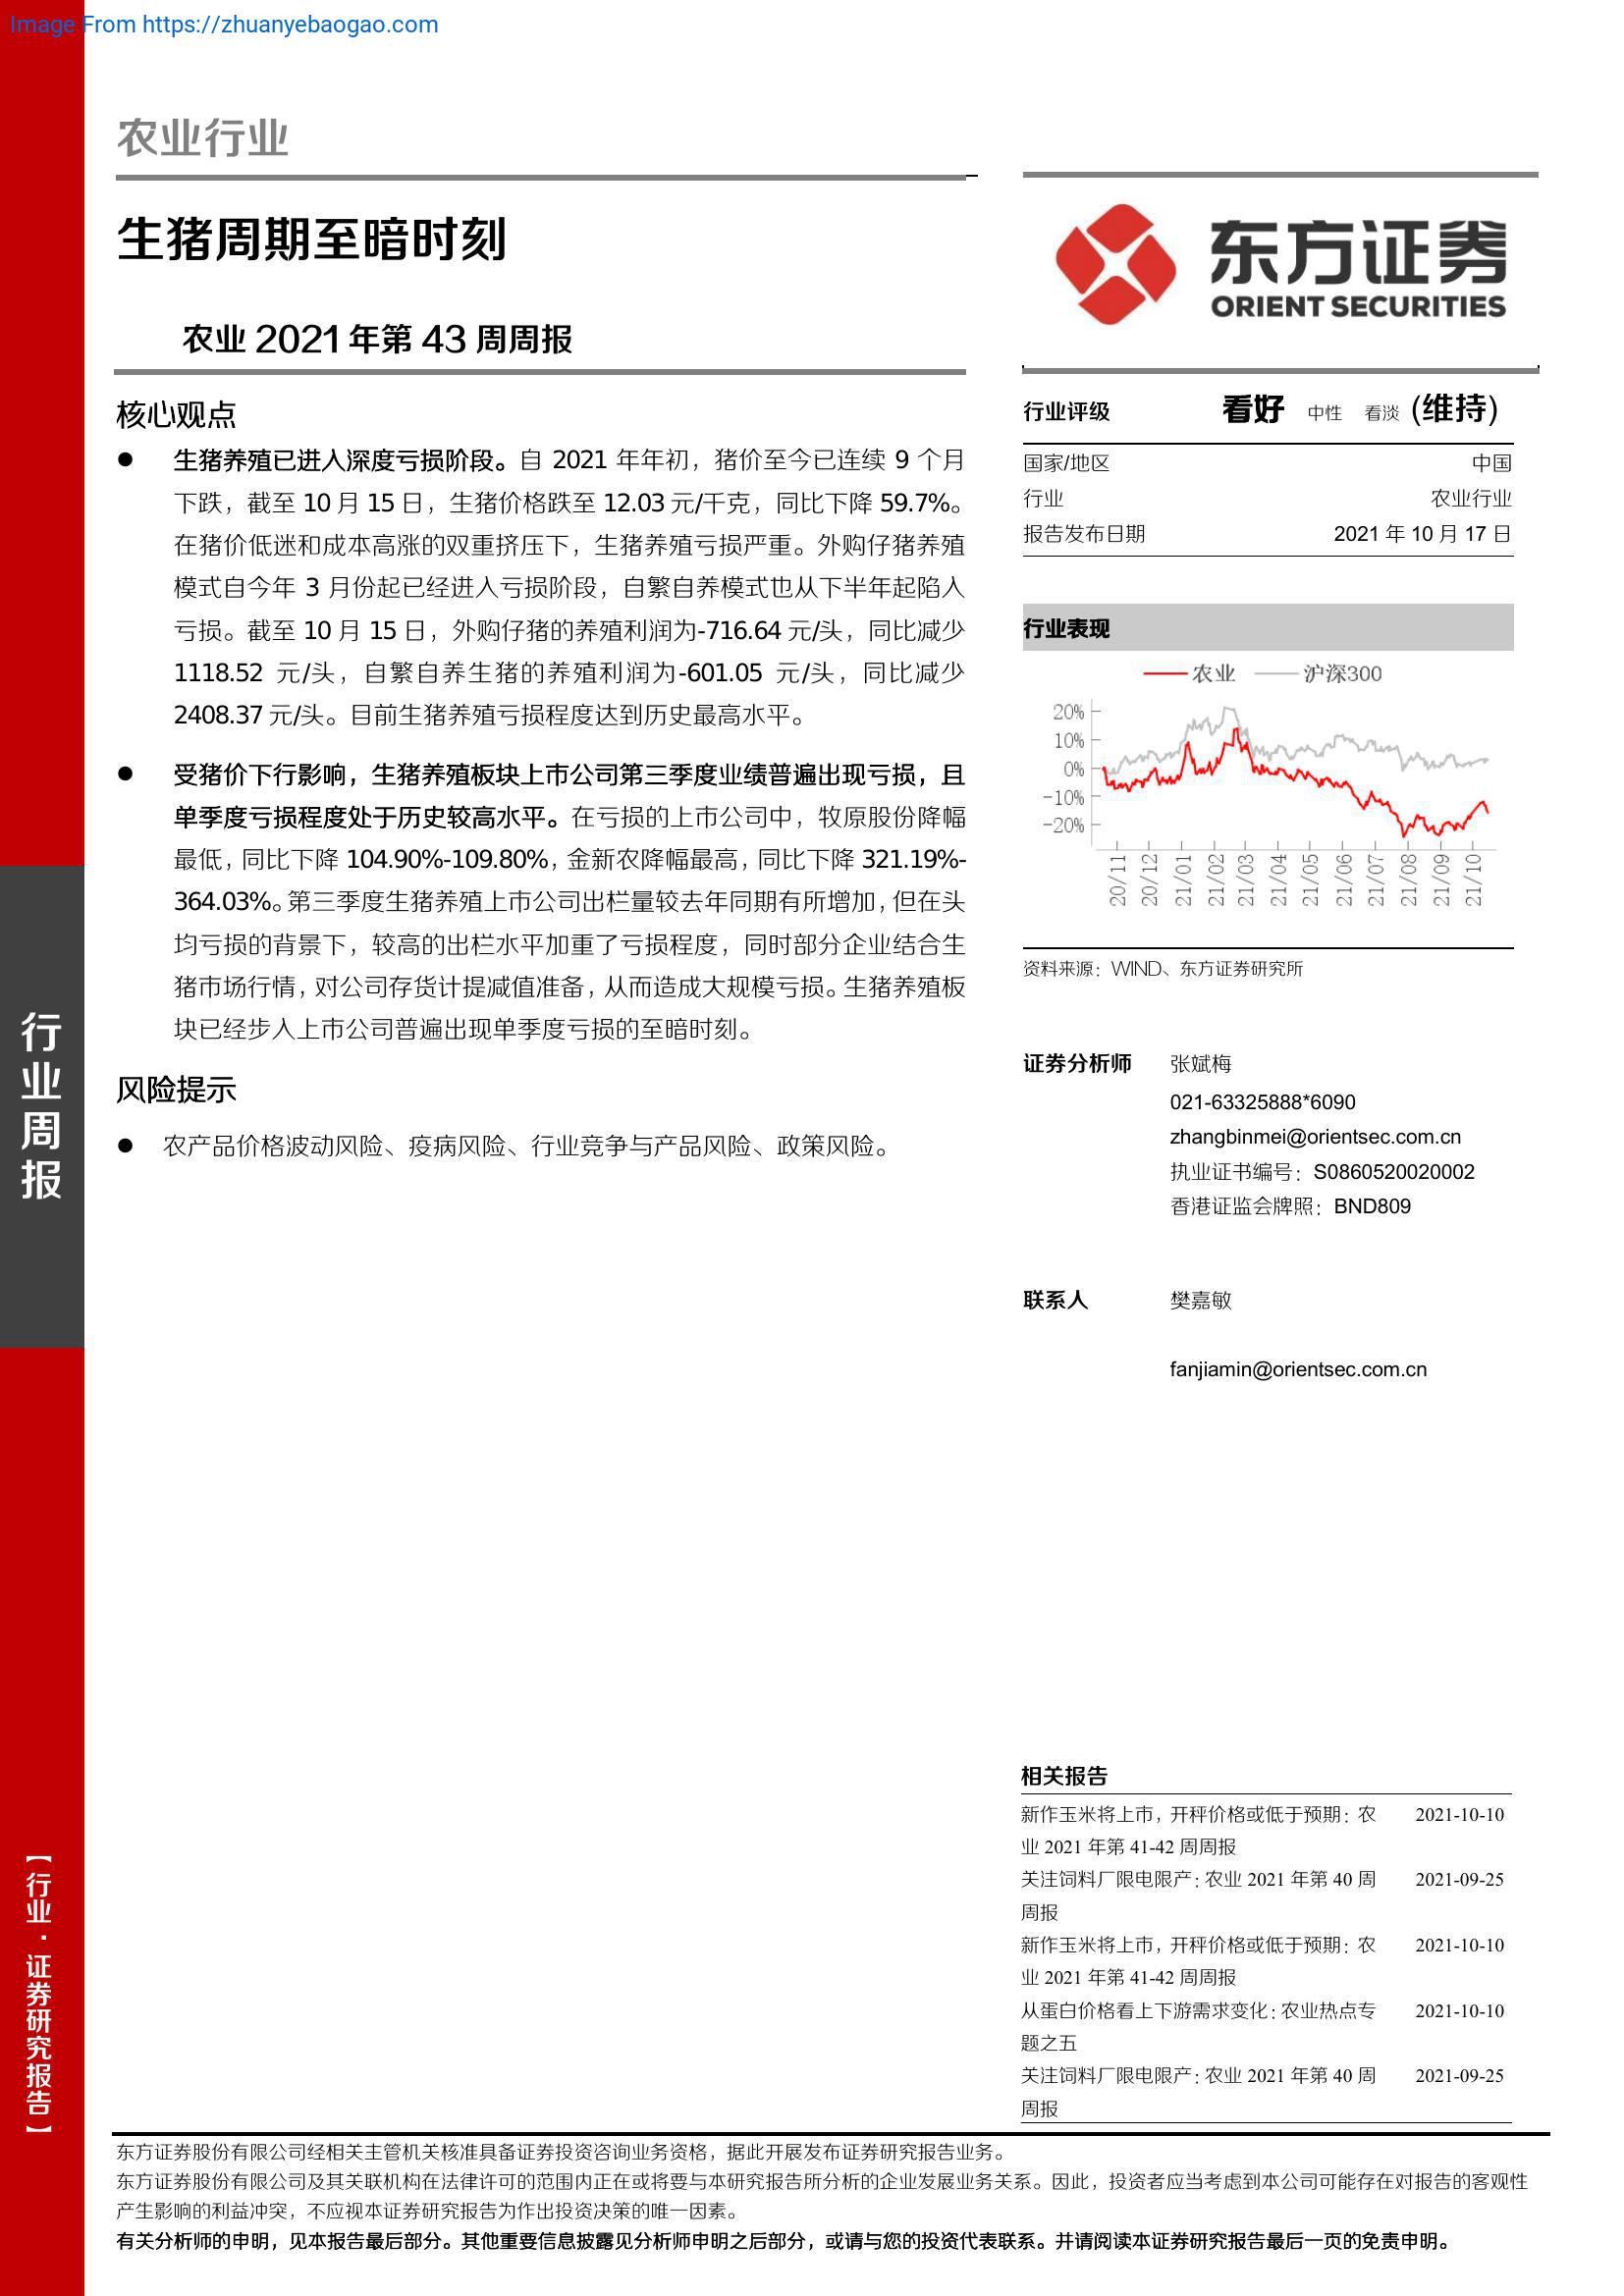 Image From https://zhuanyebaogao.com
农业行业
生猪周期至暗时刻
农业 2021 年第 43 周周报
核心观点
● 生猪养殖已进入深度亏损阶段。自 2021 年年初，猪价至今已连续 9 个月
下跌，截至 10 月 15 日，生猪价格跌至 12.03 元/千克，同比下降 59.7%。
在猪价低迷和成本高涨的双重挤压下，生猪养殖亏损严重。外购仔猪养殖
模式自今年 3 月份起已经进入亏损阶段，自繁自养模式也从下半年起陷入
亏损。截至 10 月 15 日，外购仔猪的养殖利润为-716.64 元/头，同比减少
1118.52 元/头，自繁自养生猪的养殖利润为-601.05 元/头，同比减少
2408.37 元/头。目前生猪养殖亏损程度达到历史最高水平。
● 受猪价下行影响，生猪养殖板块上市公司第三季度业绩普遍出现亏损，且
单季度亏损程度处于历史较高水平。在亏损的上市公司中，牧原股份降幅
最低，同比下降 104.90%-109.80%，金新农降幅最高，同比下降 321.19%-
364.03%。第三季度生猪养殖上市公司出栏量较去年同期有所增加，但在头
均亏损的背景下，较高的出栏水平加重了亏损程度，同时部分企业结合生
猪市场行情，对公司存货计提减值准备，从而造成大规模亏损。生猪养殖板
块已经步入上市公司普遍出现单季度亏损的至暗时刻。
风险提示
● 农产品价格波动风险、疫病风险、行业竞争与产品风险、政策风险。
东方证券
ORIENT SECURITIES
行业评级 看好 中性 看淡 (维持)
国家/地区 中国
行业 农业行业
报告发布日期 2021 年 10 月 17 日
行业表现
农业 沪深300
20%
10%
0%
-10%
-20%
20/11 20/12 21/01 21/02 21/03 21/04 21/05 21/06 21/07 21/08 21/09 21/10
资料来源：WIND、东方证券研究所
证券分析师 张斌梅
021-63325888*6090
zhangbinmei@orientsec.com.cn
执业证书编号：S0860520020002
香港证监会牌照：BND809
联系人 樊嘉敏
fanjiamin@orientsec.com.cn
相关报告
新作玉米将上市，开秤价格或低于预期：农 2021-10-10
业 2021 年第 41-42 周周报
关注饲料厂限电限产：农业 2021 年第 40 周 2021-09-25
周报
新作玉米将上市，开秤价格或低于预期：农 2021-10-10
业 2021 年第 41-42 周周报
从蛋白价格看上下游需求变化：农业热点专 2021-10-10
题之五
关注饲料厂限电限产：农业 2021 年第 40 周 2021-09-25
周报
行业周报
【行业·证券研究报告】
东方证券股份有限公司经相关主管机关核准具备证券投资咨询业务资格，据此开展发布证券研究报告业务。
东方证券股份有限公司及其关联机构在法律许可的范围内正在或将要与本研究报告所分析的企业发展业务关系。因此，投资者应当考虑到本公司可能存在对报告的客观性
产生影响的利益冲突，不应视本证券研究报告为作出投资决策的唯一因素。
有关分析师的申明，见本报告最后部分。其他重要信息披露见分析师申明之后部分，或请与您的投资代表联系。并请阅读本证券研究报告最后一页的免责申明。